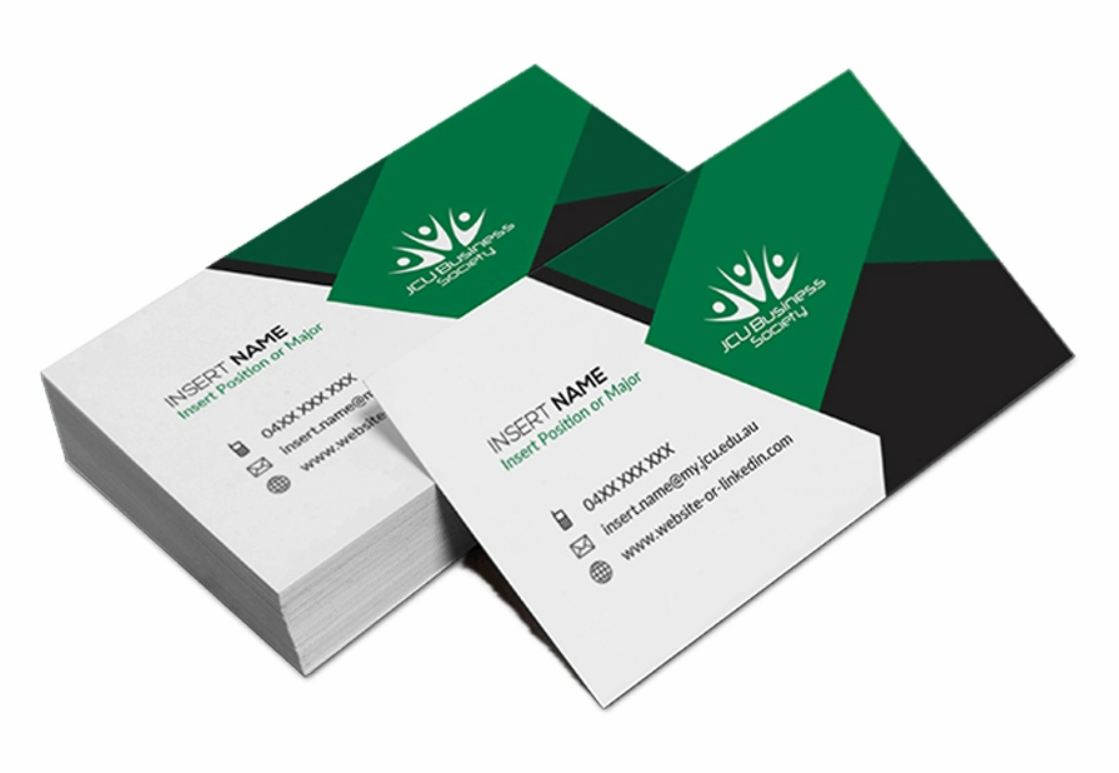 JCU Business
Society
INSERT NAME
Insert Position or Major
04XX XXX XXX
insert.name@m
www.website
JCU Business
Society
INSERT NAME
Insert Position or Major
04XX XXX XXX
insert.name@my.jcu.edu.au
www.website-or-linkedin.com